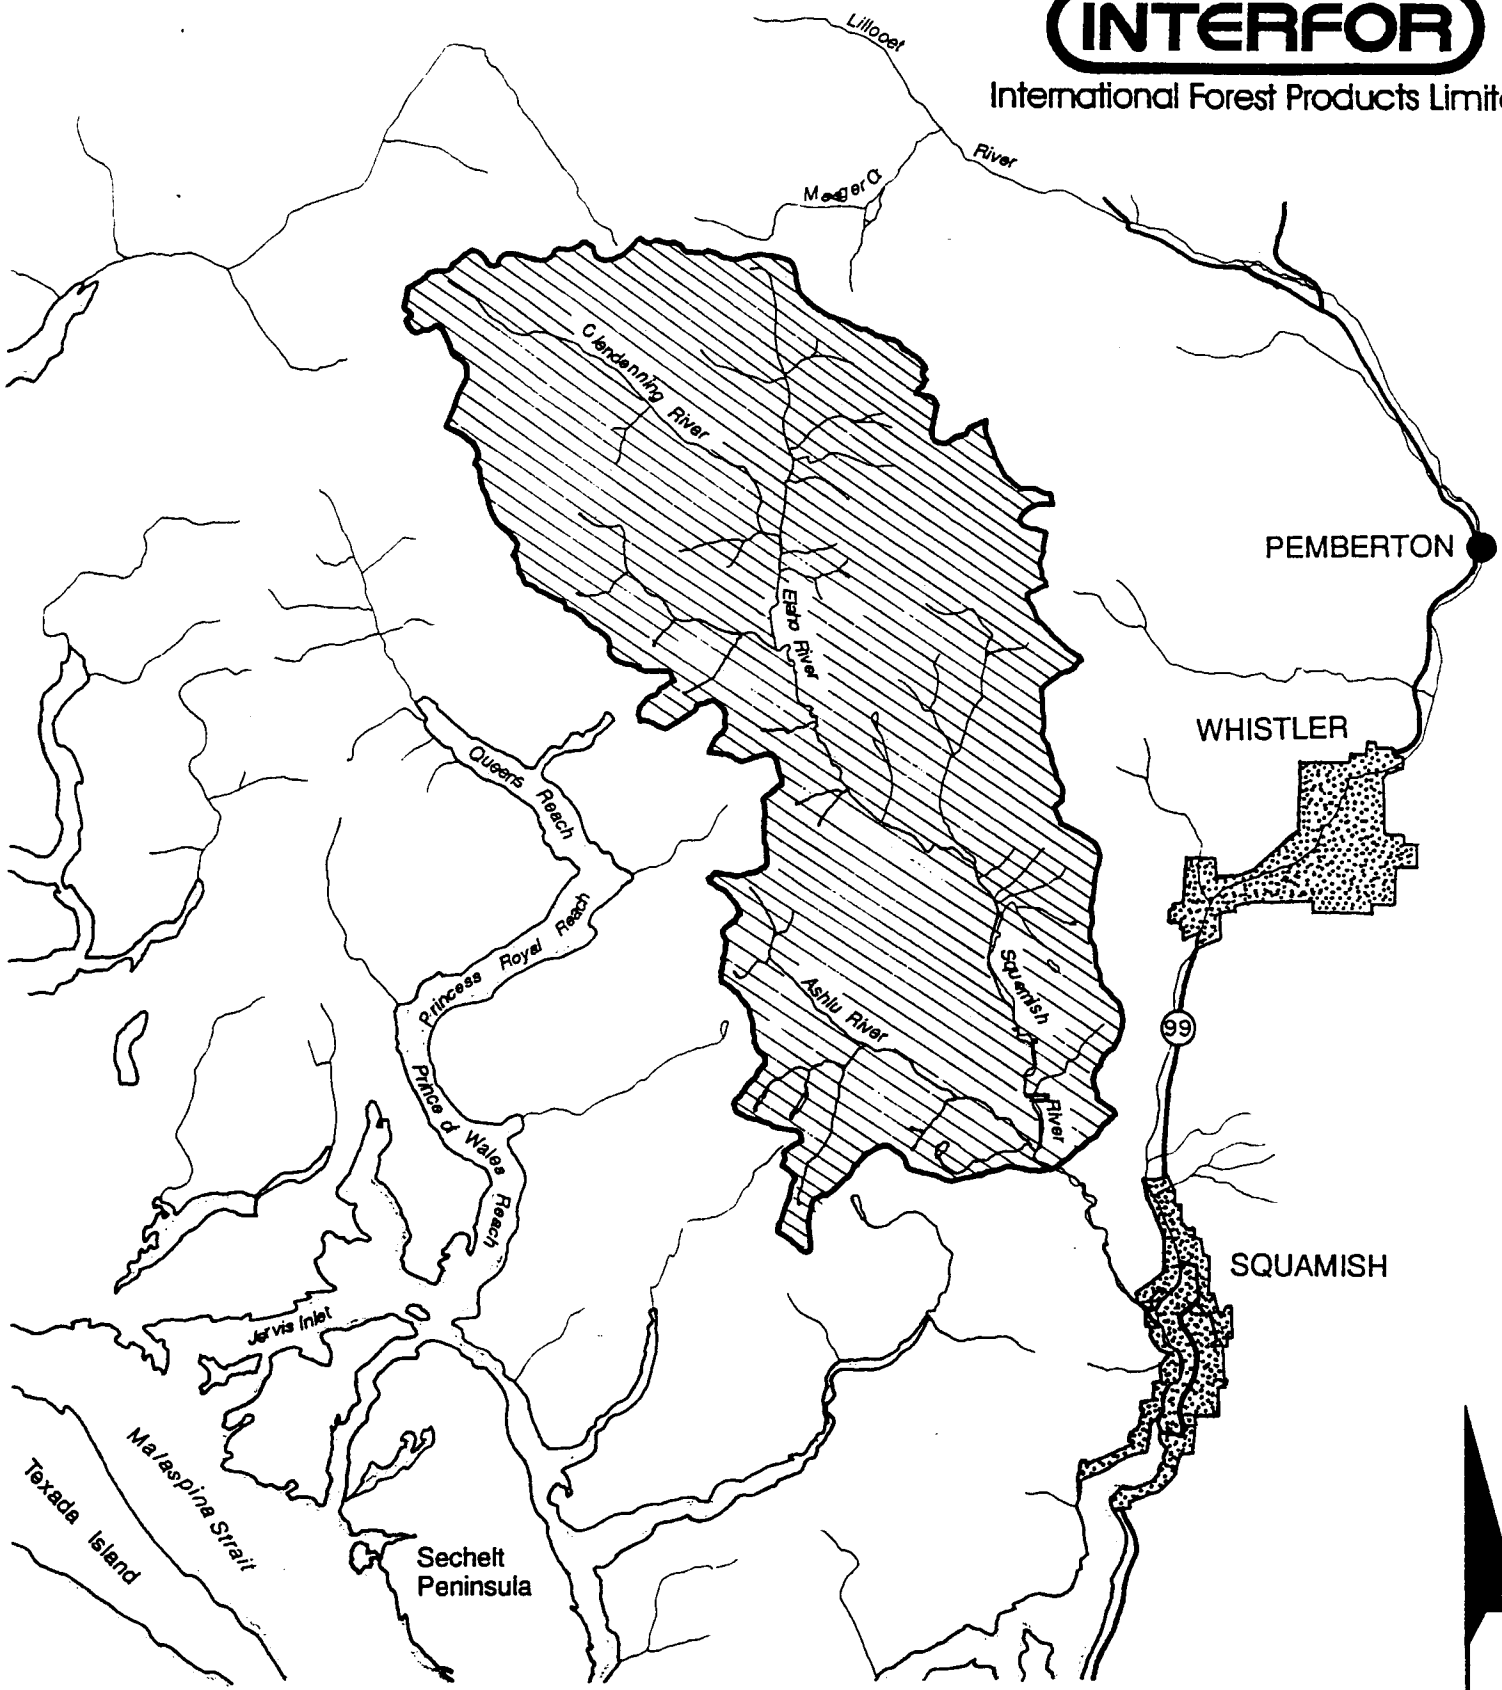 INTERFOR
International Forest Products
Lillooet
River
Meager Cr
Clendenning River
PEMBERTON
Elaho River
WHISTLER
Queens Reach
Princess Royal Reach
Squamish
River
Ashlu River
99
Prince of Wales Reach
SQUAMISH
Jervis Inlet
Malaspina Strait
Texada Island
Sechelt
Peninsula